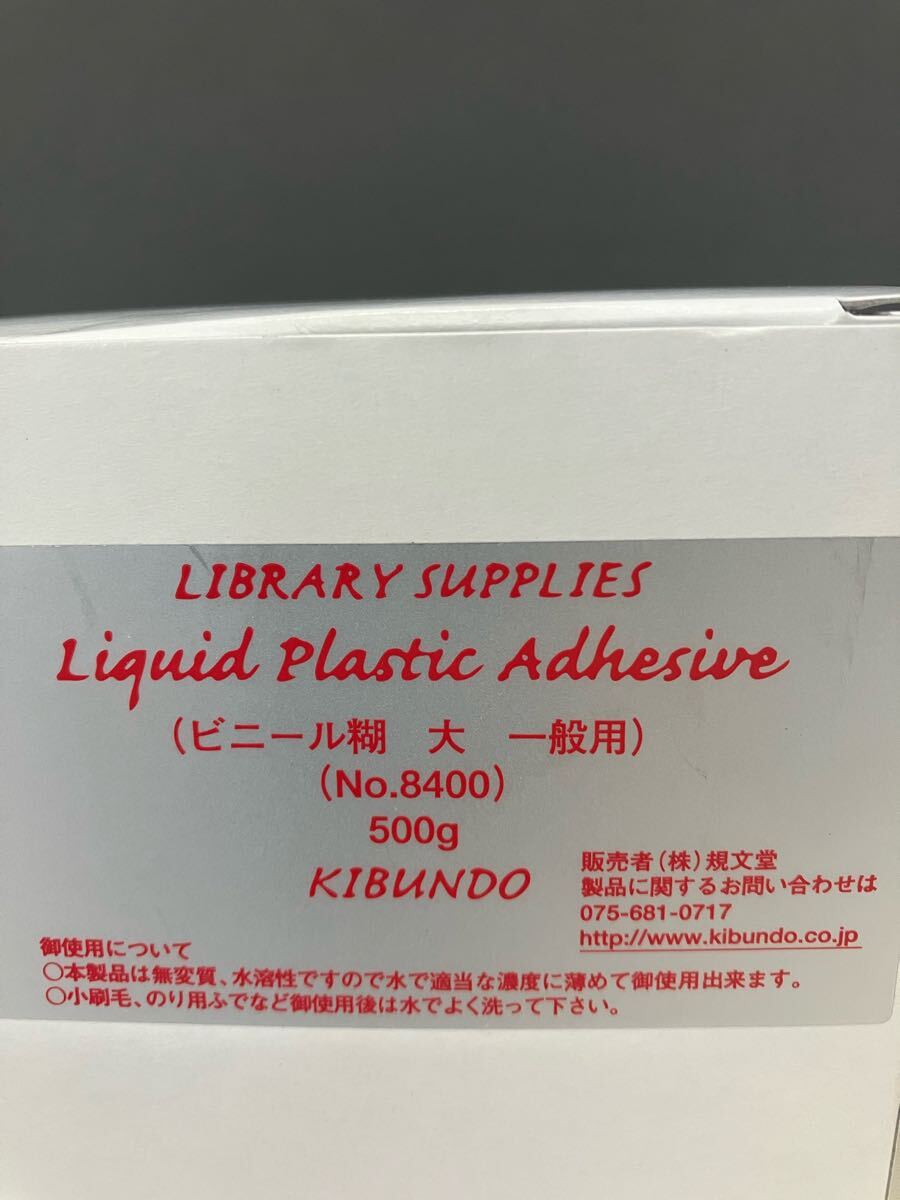 LIBRARY SUPPLIES
Liquid Plastic Adhesive
（ビニール糊　大　一般用）
（No.8400）
500g
KIBUNDO
販売者（株）規文堂
製品に関するお問い合わせは
075-681-0717
http://www.kibundo.co.jp
御使用について
○本製品は無変質、水溶性ですので水で適当な濃度に薄めて御使用出来ます。
○小刷毛、のり用ふでなど御使用後は水でよく洗って下さい。